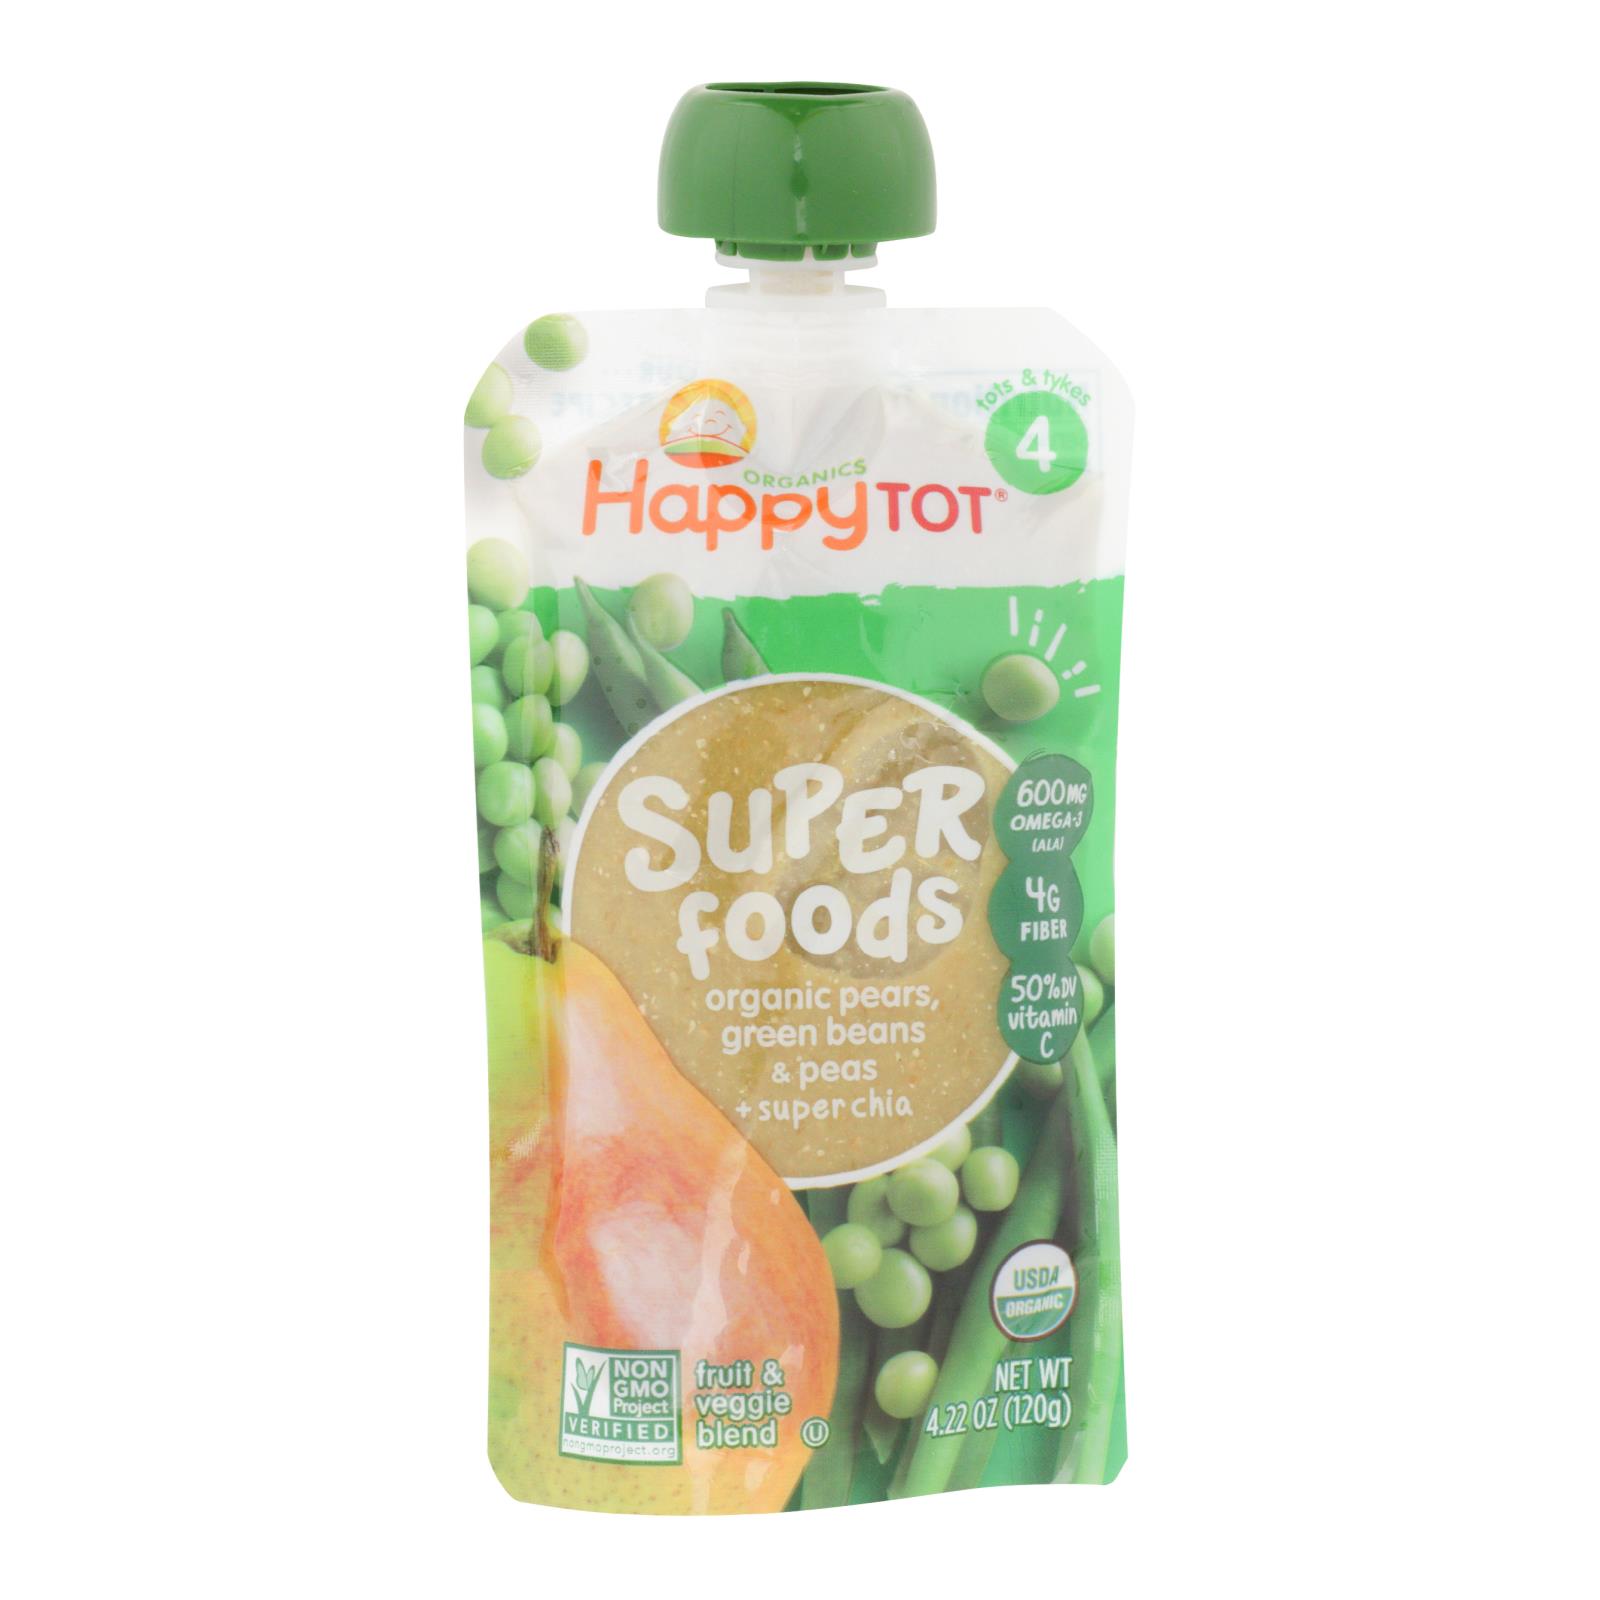 tots & tykes
4
ORGANICS
HappyTOT®
SUPER
foods
organic pears,
green beans
& peas
+ super chia
600MG
OMEGA-3
(ALA)
4G
FIBER
50% DV
vitamin
C
USDA
ORGANIC
NON
GMO
Project
VERIFIED
nongmoproject.org
fruit &
veggie
blend
U
NET WT
4.22 OZ (120g)